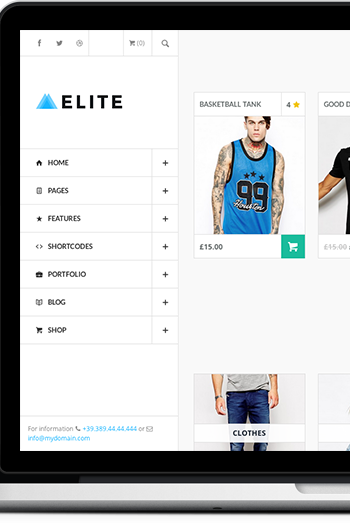 (0)
ELITE
HOME +
PAGES +
FEATURES +
SHORTCODES +
PORTFOLIO +
BLOG +
SHOP +
For information +39.389.44.44.444 or
info@mydomain.com
BASKETBALL TANK 4
99
Houston
£15.00
GOOD D
£15.00
CLOTHES